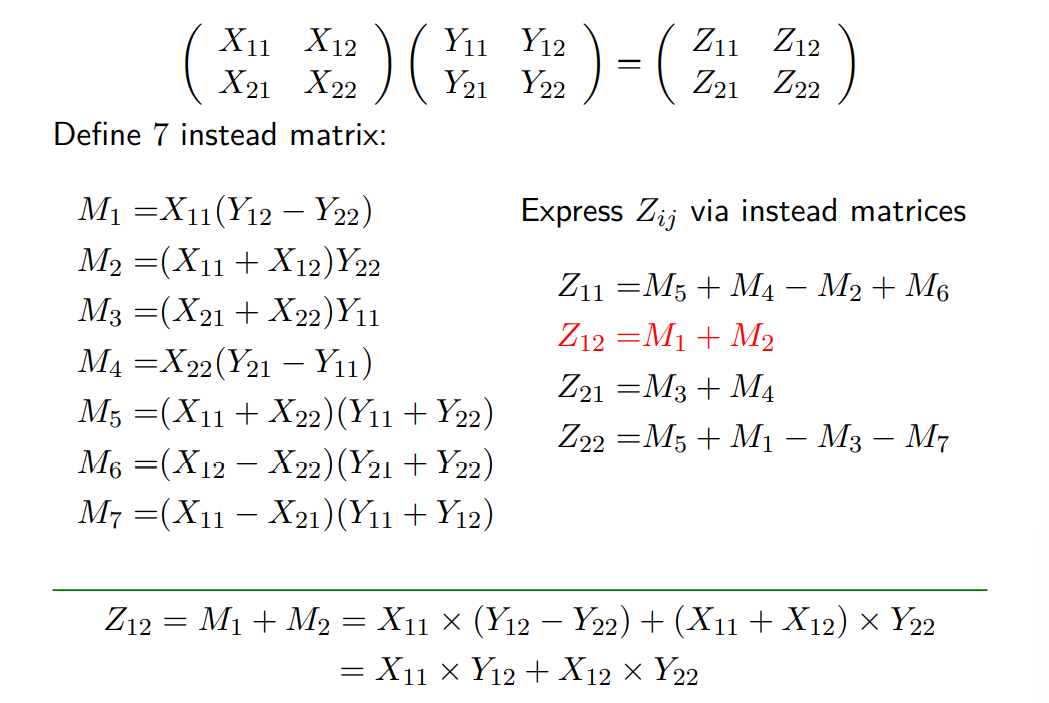 ( X11 X12 ) ( Y11 Y12 ) = ( Z11 Z12 )
( X21 X22 ) ( Y21 Y22 ) ( Z21 Z22 )
Define 7 instead matrix:
M1 =X11(Y12 − Y22)
M2 =(X11 + X12)Y22
M3 =(X21 + X22)Y11
M4 =X22(Y21 − Y11)
M5 =(X11 + X22)(Y11 + Y22)
M6 =(X12 − X22)(Y21 + Y22)
M7 =(X11 − X21)(Y11 + Y12)
Express Zij via instead matrices
Z11 =M5 + M4 − M2 + M6
Z12 =M1 + M2
Z21 =M3 + M4
Z22 =M5 + M1 − M3 − M7
Z12 = M1 + M2 = X11 × (Y12 − Y22) + (X11 + X12) × Y22
= X11 × Y12 + X12 × Y22